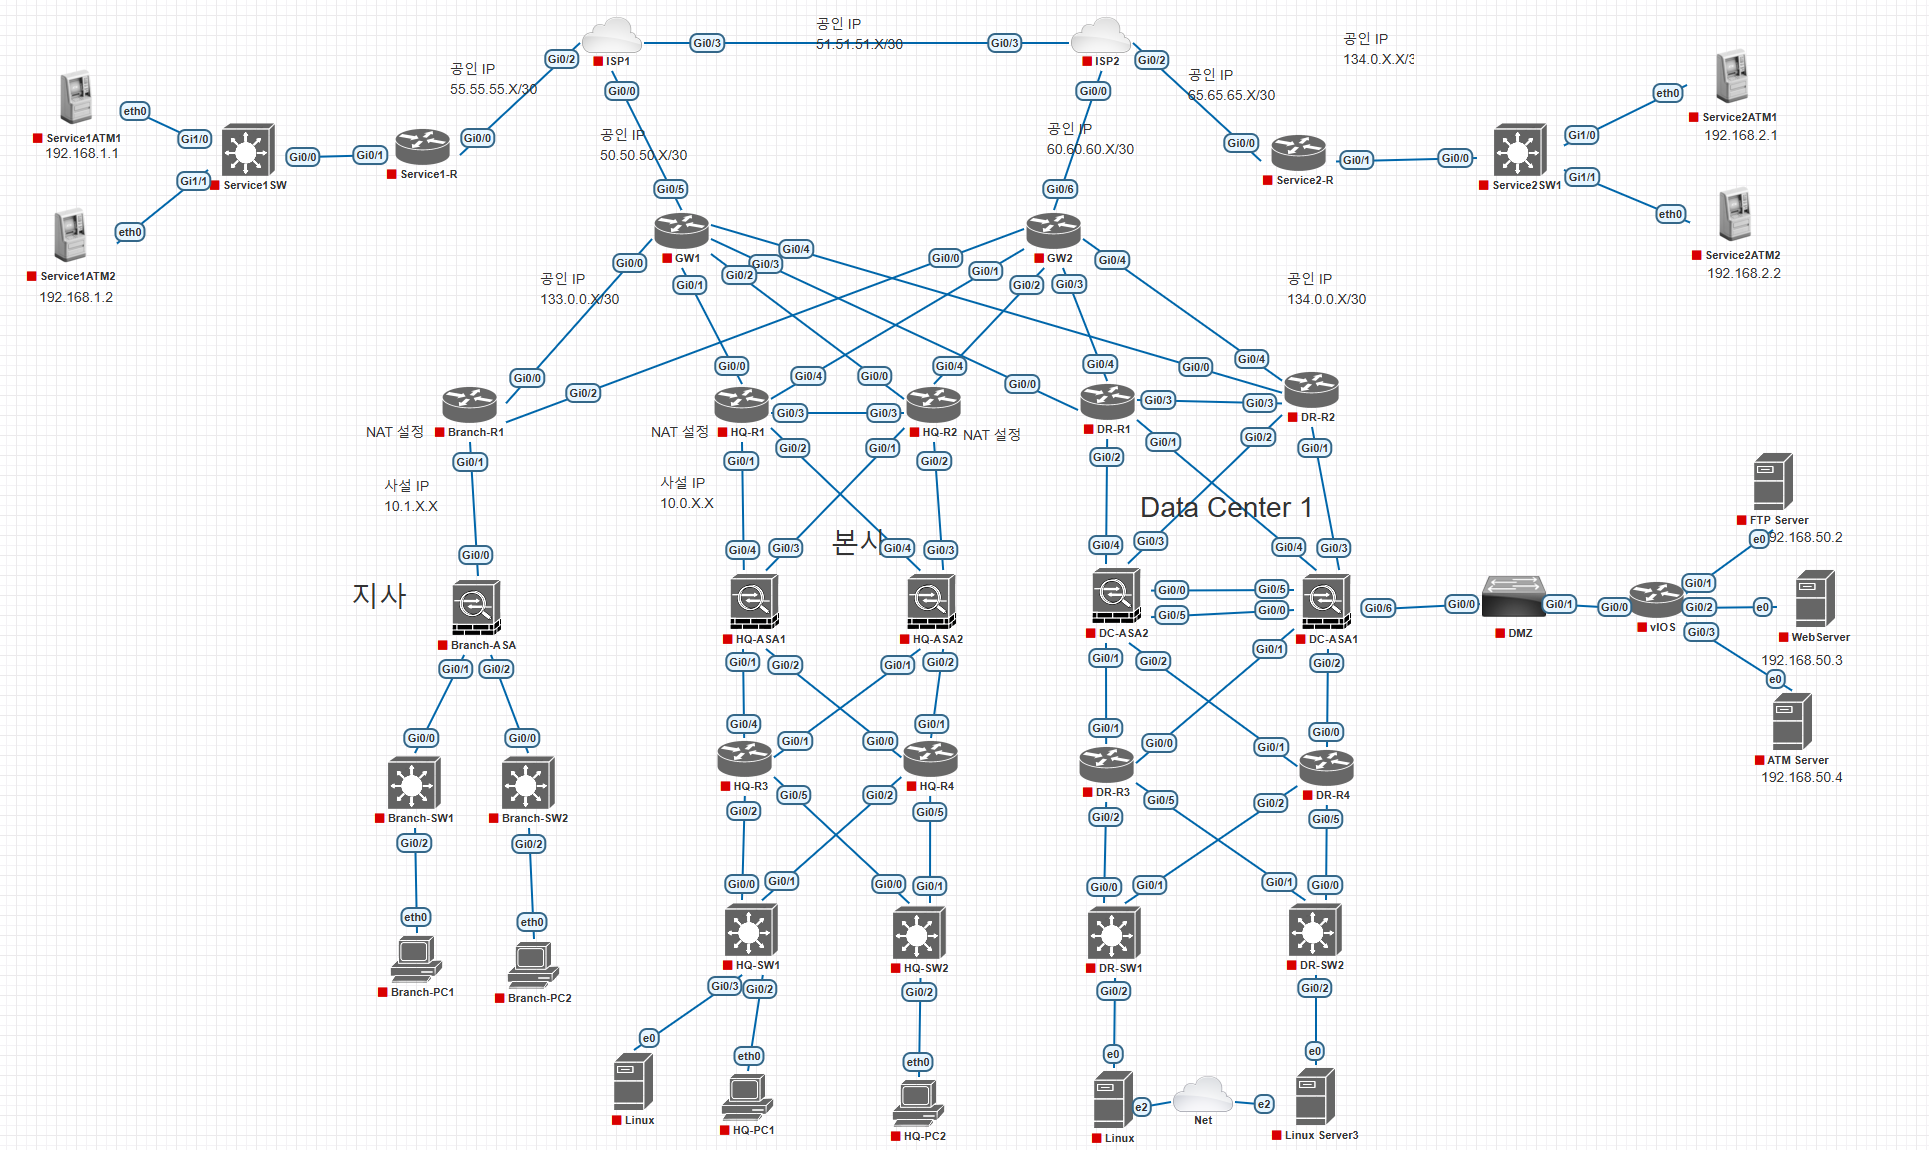 공인 IP
51.51.51.X/30
공인 IP
134.0.X.X/3
Gi0/3
Gi0/3
Gi0/2
ISP1
ISP2
Gi0/2
공인 IP
55.55.55.X/30
Gi0/0
Gi0/0
공인 IP
65.65.65.X/30
eth0
Service1ATM1
192.168.1.1
Gi1/0
Gi0/0
Gi0/1
Gi0/0
Service1-R
Gi1/1
Service1SW
eth0
Service1ATM2
192.168.1.2
공인 IP
50.50.50.X/30
공인 IP
60.60.60.X/30
Gi0/0
Service2-R
Gi0/1
Gi0/0
Service2SW1
Gi1/0
Gi1/1
eth0
Service2ATM1
192.168.2.1
eth0
Service2ATM2
192.168.2.2
Gi0/5
Gi0/6
GW1
GW2
Gi0/0
Gi0/1
Gi0/2
Gi0/3
Gi0/4
Gi0/0
Gi0/1
Gi0/2
Gi0/3
Gi0/4
공인 IP
133.0.0.X/30
공인 IP
134.0.0.X/30
Gi0/0
Gi0/2
Gi0/0
Gi0/4
Gi0/0
Gi0/4
Gi0/0
Gi0/4
Gi0/0
Gi0/4
NAT 설정
Branch-R1
NAT 설정
HQ-R1
Gi0/3
Gi0/3
HQ-R2
NAT 설정
DR-R1
Gi0/3
Gi0/3
DR-R2
Gi0/1
Gi0/1
Gi0/2
Gi0/1
Gi0/2
Gi0/2
Gi0/1
Gi0/2
Gi0/1
사설 IP
10.1.X.X
사설 IP
10.0.X.X
Data Center 1
본사
지사
Gi0/0
Gi0/4
Gi0/3
Gi0/4
Gi0/3
Gi0/4
Gi0/3
Gi0/4
Gi0/3
Branch-ASA
HQ-ASA1
HQ-ASA2
DC-ASA2
Gi0/0
Gi0/5
Gi0/5
Gi0/0
DC-ASA1
Gi0/6
Gi0/0
DMZ
Gi0/1
Gi0/0
vIOS
Gi0/1
Gi0/2
Gi0/3
FTP Server
e0
92.168.50.2
e0
WebServer
192.168.50.3
e0
ATM Server
192.168.50.4
Gi0/1
Gi0/2
Gi0/1
Gi0/2
Gi0/1
Gi0/2
Gi0/1
Gi0/2
Gi0/1
Gi0/2
Gi0/0
Gi0/0
Gi0/4
Gi0/1
Gi0/0
Gi0/1
Gi0/1
Gi0/0
Gi0/1
Gi0/0
Branch-SW1
Branch-SW2
HQ-R3
HQ-R4
DR-R3
DR-R4
Gi0/2
Gi0/2
Gi0/2
Gi0/5
Gi0/2
Gi0/5
Gi0/2
Gi0/5
Gi0/2
Gi0/5
eth0
eth0
Gi0/0
Gi0/1
Gi0/0
Gi0/1
Gi0/0
Gi0/1
Gi0/1
Gi0/0
Branch-PC1
Branch-PC2
HQ-SW1
HQ-SW2
DR-SW1
DR-SW2
Gi0/3
Gi0/2
Gi0/2
Gi0/2
Gi0/2
e0
eth0
eth0
e0
e0
Linux
HQ-PC1
HQ-PC2
Linux
e2
Net
e2
Linux Server3